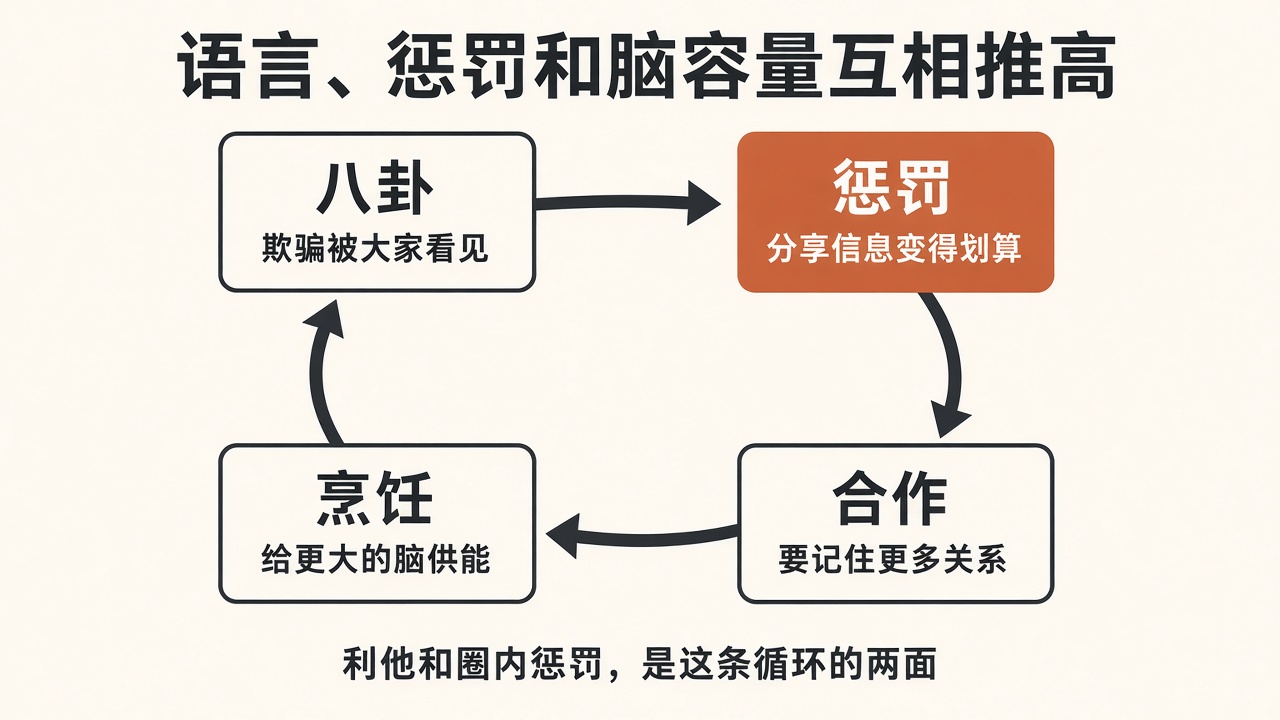 语言、惩罚和脑容量互相推高
八卦
欺骗被大家看见
惩罚
分享信息变得划算
烹饪
给更大的脑供能
合作
要记住更多关系
利他和圈内惩罚，是这条循环的两面